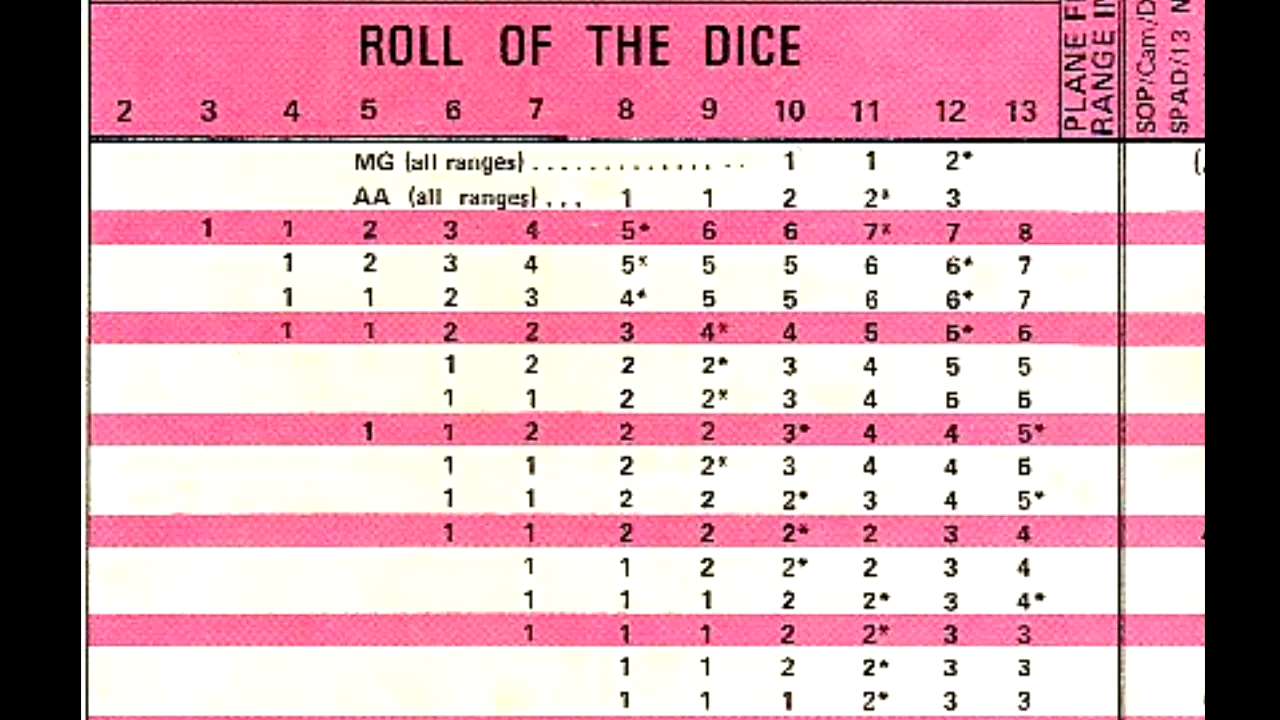 ROLL OF THE DICE
2 3 4 5 6 7 8 9 10 11 12 13
PLANE
RANGE
SOP/Cam/D
SPAD/13 N
MG (all ranges).............. 1 1 2*
AA (all ranges)... 1 1 2 2* 3
1 1 2 3 4 5* 6 6 7* 7 8
1 2 3 4 5* 5 5 6 6* 7
1 1 2 3 4* 5 5 6 6* 7
1 1 2 2 3 4* 4 5 6* 6
1 2 2 2* 3 4 5 5
1 1 2 2* 3 4 5 5
1 1 2 2 2 3* 4 4 5*
1 1 2 2* 3 4 4 5
1 1 2 2 2* 3 4 5*
1 1 2 2 2* 2 3 4
1 1 2 2* 2 3 4
1 1 1 2 2* 3 4*
1 1 1 2 2* 3 3
1 1 2 2* 3 3
1 1 1 2* 3 3